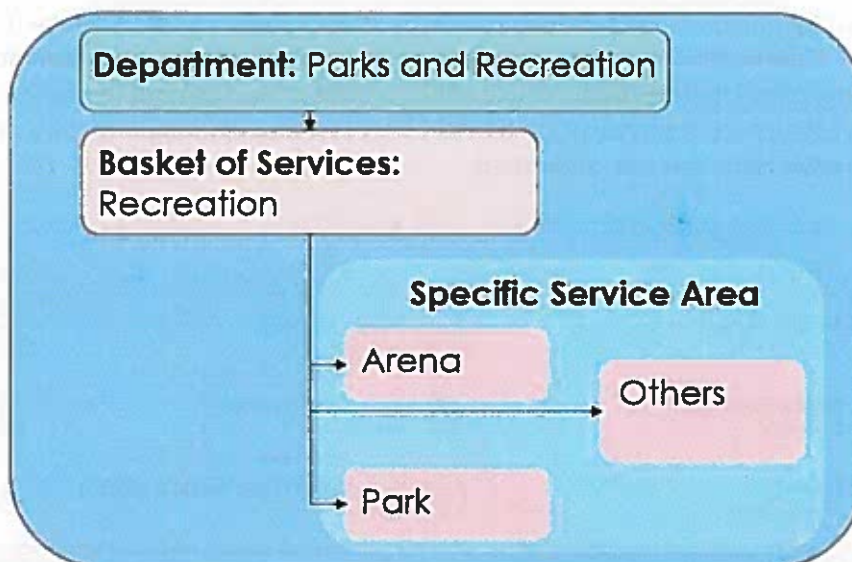 Department: Parks and Recreation
Basket of Services:
Recreation
Specific Service Area
Arena
Others
Park